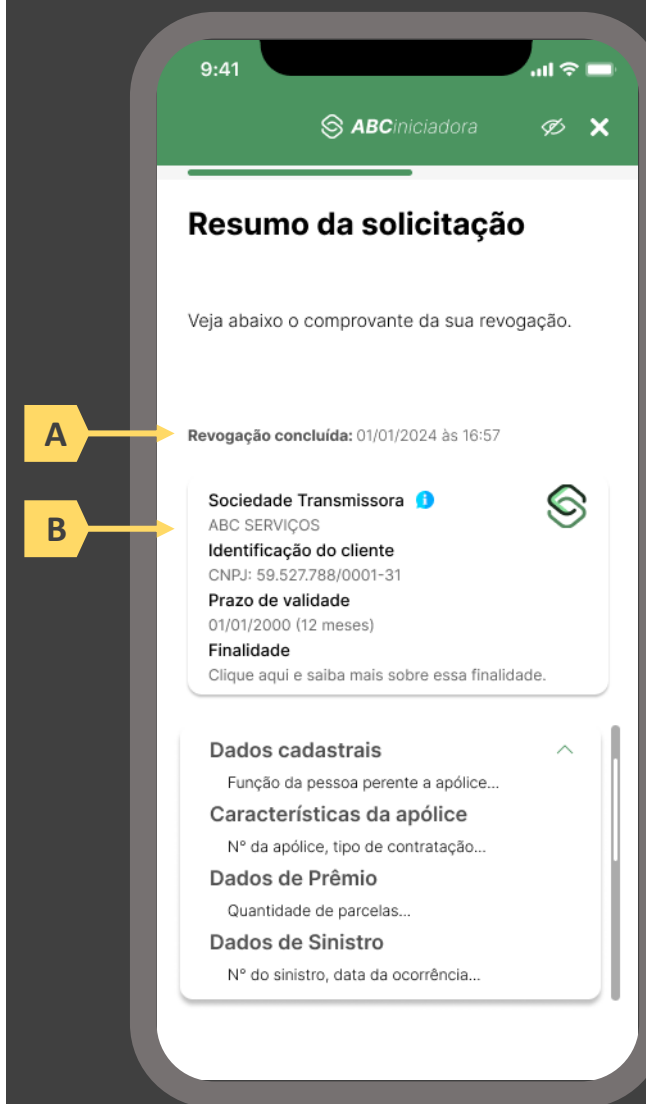 9:41
ABCiniciadora
Resumo da solicitação
Veja abaixo o comprovante da sua revogação.
A
Revogação concluída: 01/01/2024 às 16:57
B
Sociedade Transmissora
ABC SERVIÇOS
Identificação do cliente
CNPJ: 59.527.788/0001-31
Prazo de validade
01/01/2000 (12 meses)
Finalidade
Clique aqui e saiba mais sobre essa finalidade.
Dados cadastrais
Função da pessoa perente a apólice...
Características da apólice
N° da apólice, tipo de contratação...
Dados de Prêmio
Quantidade de parcelas...
Dados de Sinistro
N° do sinistro, data da ocorrência...